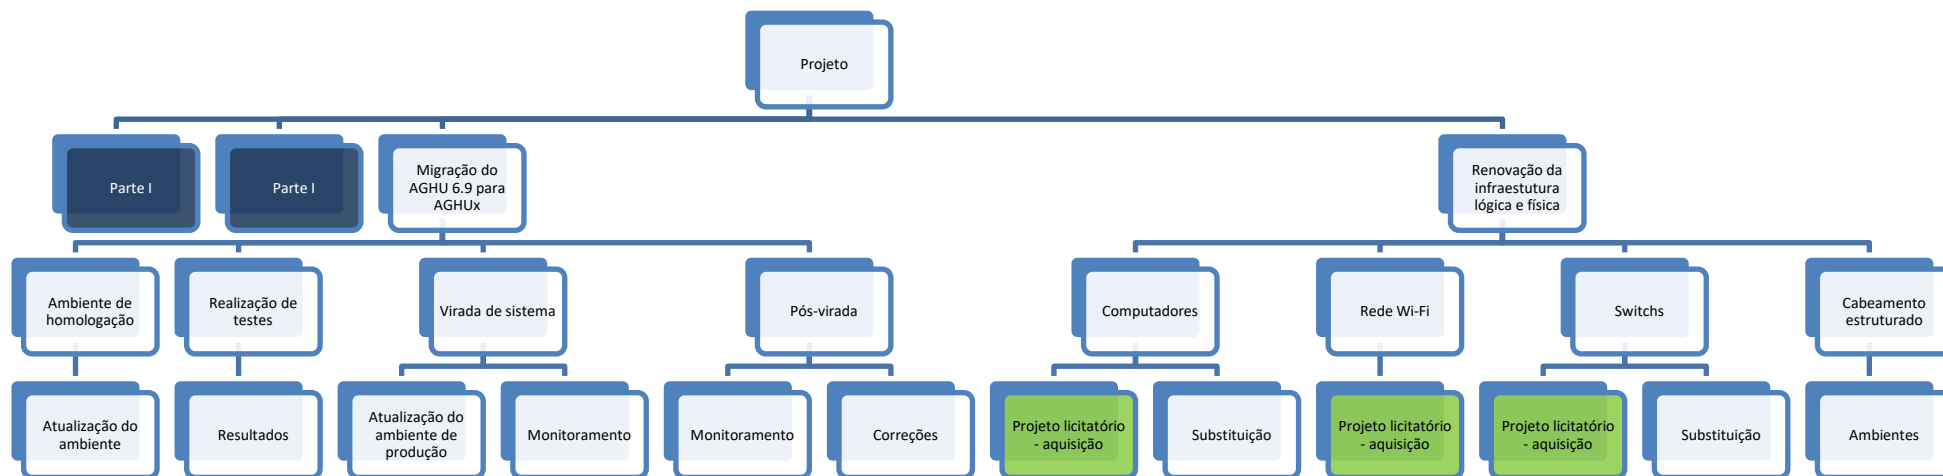 Projeto
Parte I
Parte I
Migração do
AGHU 6.9 para
AGHUx
Renovação da
infraestutura
lógica e física
Ambiente de
homologação
Realização de
testes
Virada de sistema
Pós-virada
Computadores
Rede Wi-Fi
Switchs
Cabeamento
estruturado
Atualização do
ambiente
Resultados
Atualização do
ambiente de
produção
Monitoramento
Monitoramento
Correções
Projeto licitatório
- aquisição
Substituição
Projeto licitatório
- aquisição
Projeto licitatório
- aquisição
Substituição
Ambientes